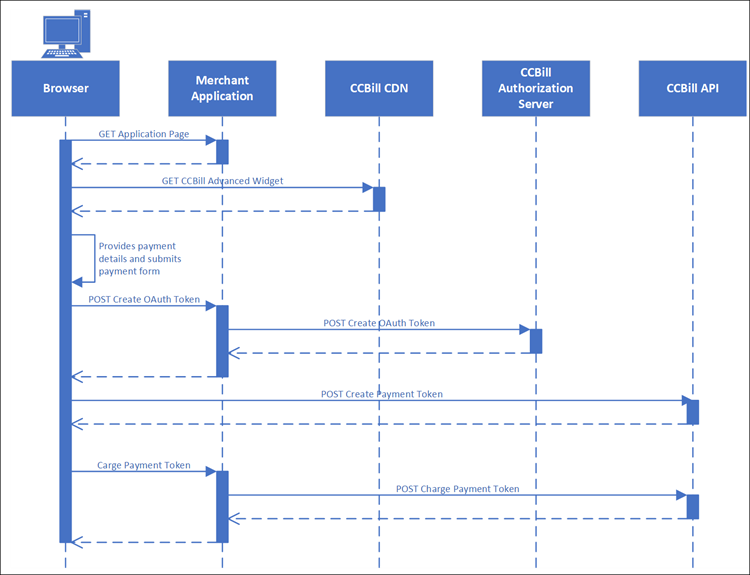 Browser
Merchant
Application
CCBill CDN
CCBill
Authorization
Server
CCBill API
GET Application Page
GET CCBill Advanced Widget
Provides payment
details and submits
payment form
POST Create OAuth Token
POST Create OAuth Token
POST Create Payment Token
Carge Payment Token
POST Charge Payment Token